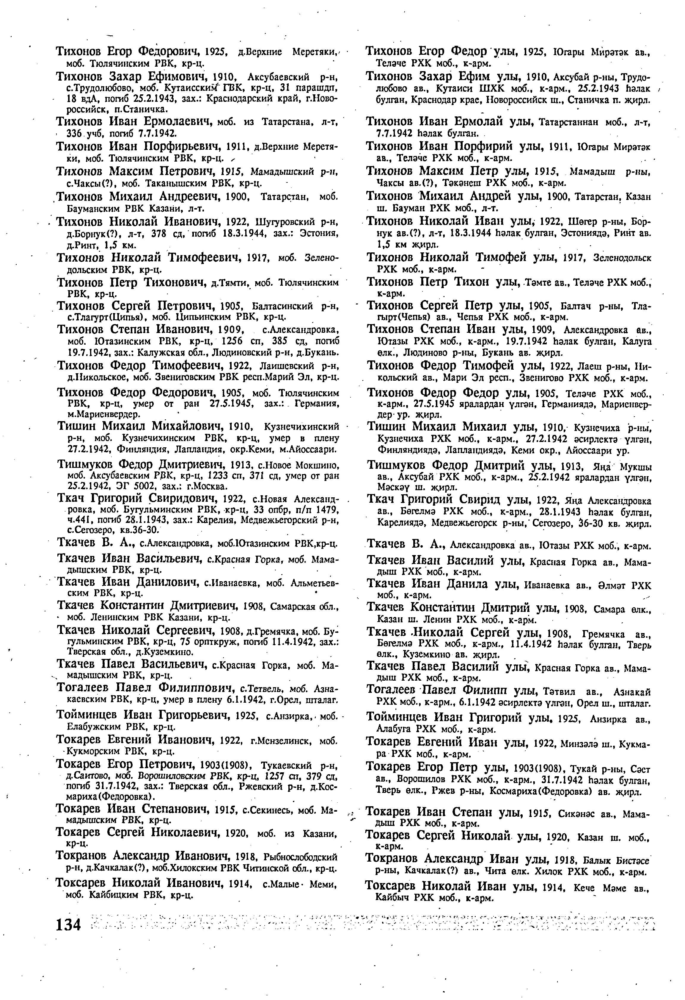 Тихонов Егор Федорович, 1925, д.Верхние Меретяки,
моб. Тюлячинским РВК, кр-ц.
Тихонов Захар Ефимович, 1910, Аксубаевский р-н,
с.Трудолюбово, моб. Кутаисским ГВК, кр-ц, 31 парашдп,
18 вдА, погиб 25.2.1943, зах.: Краснодарский край, г.Ново-
российск, п.Станичка.
Тихонов Иван Ермолаевич, моб. из Татарстана, л-т,
336 учб, погиб 7.7.1942.
Тихонов Иван Порфирьевич, 1911, д.Верхние Меретя-
ки, моб. Тюлячинским РВК, кр-ц.
Тихонов Максим Петрович, 1915, Мамадышский р-н,
с.Чаксы(?), моб. Таканышским РВК, кр-ц.
Тихонов Михаил Андреевич, 1900, Татарстан, моб.
Бауманским РВК Казани, л-т.
Тихонов Николай Иванович, 1922, Шугуровский р-н,
д.Борнук(?), л-т, 378 сд, погиб 18.3.1944, зах.: Эстония,
д.Ринт, 1,5 км.
Тихонов Николай Тимофеевич, 1917, моб. Зелено-
дольским РВК, кр-ц.
Тихонов Петр Тихонович, д.Тямти, моб. Тюлячинским
РВК, кр-ц.
Тихонов Сергей Петрович, 1905, Балтасинский р-н,
с.Тлагурт(Ципья), моб. Ципьинским РВК, кр-ц.
Тихонов Степан Иванович, 1909, с.Александровка,
моб. Ютазинским РВК, кр-ц, 1256 сп, 385 сд, погиб
19.7.1942, зах.: Калужская обл., Людиновский р-н, д.Букань.
Тихонов Федор Тимофеевич, 1922, Лаишевский р-н,
д.Никольское, моб. Звениговским РВК респ.Марий Эл, кр-ц.
Тихонов Федор Федорович, 1905, моб. Тюлячинским
РВК, кр-ц, умер от ран 27.5.1945, зах.: Германия,
м.Мариенвердер.
Тишин Михаил Михайлович, 1910, Кузнечихинский
р-н, моб. Кузнечихинским РВК, кр-ц, умер в плену
27.2.1942, Финляндия, Лапландия, окр.Кеми, м.Айоссаари.
Тишмуков Федор Дмитриевич, 1913, с.Новое Мокшино,
моб. Аксубаевским РВК, кр-ц, 1233 сп, 371 сд, умер от ран
25.2.1942, ЭГ 5002, зах.: г.Москва.
Ткач Григорий Свиридович, 1922, с.Новая Александ-
ровка, моб. Бугульминским РВК, кр-ц, 33 опбр, п/п 1479,
ч.441, погиб 28.1.1943, зах.: Карелия, Медвежьегорский р-н,
с.Сегозеро, кв.36-30.
Ткачев В. А., с.Александровка, моб.Ютазинским РВК,кр-ц.
Ткачев Иван Васильевич, с.Красная Горка, моб. Мама-
дышским РВК, кр-ц.
Ткачев Иван Данилович, с.Иванаевка, моб. Альметьев-
ским РВК, кр-ц.
Ткачев Константин Дмитриевич, 1908, Самарская обл.,
моб. Ленинским РВК Казани, кр-ц.
Ткачев Николай Сергеевич, 1908, д.Гремячка, моб. Бу-
гульминским РВК, кр-ц, 75 орпткруж, погиб 11.4.1942, зах.:
Тверская обл., д.Куземкино.
Ткачев Павел Васильевич, с.Красная Горка, моб. Ма-
мадышским РВК, кр-ц.
Тогалеев Павел Филиппович, с.Тетвель, моб. Азна-
каевским РВК, кр-ц, умер в плену 6.1.1942, г.Орел, шталаг.
Тойминцев Иван Григорьевич, 1925, с.Анзирка, моб.
Елабужским РВК, кр-ц.
Токарев Евгений Иванович, 1922, г.Мензелинск, моб.
Кукморским РВК, кр-ц.
Токарев Егор Петрович, 1903(1908), Тукаевский р-н,
д.Саитово, моб. Ворошиловским РВК, кр-ц, 1257 сп, 379 сд,
погиб 31.7.1942, зах.: Тверская обл., Ржевский р-н, д.Кос-
мариха(Федоровка).
Токарев Иван Степанович, 1915, с.Секинесь, моб. Ма-
мадышским РВК, кр-ц.
Токарев Сергей Николаевич, 1920, моб. из Казани,
кр-ц.
Токранов Александр Иванович, 1918, Рыбнослободский
р-н, д.Качкалак(?), моб.Хилокским РВК Читинской обл., кр-ц.
Токсарев Николай Иванович, 1914, с.Малые Меми,
моб. Кайбицким РВК, кр-ц.
Тихонов Егор Федор улы, 1925, Югары Мирәтәк ав.,
Теләче РХК моб., к-арм.
Тихонов Захар Ефим улы, 1910, Аксубай р-ны, Трудо-
любово ав., Кутаиси ШХК моб., к-арм., 25.2.1943 һәлак
булган, Краснодар крае, Новороссийск ш., Станичка п. җирл.
Тихонов Иван Ермолай улы, Татарстаннан моб., л-т,
7.7.1942 һәлак булган.
Тихонов Иван Порфирий улы, 1911, Югары Мирәтәк
ав., Теләче РХК моб., к-арм.
Тихонов Максим Петр улы, 1915, Мамадыш р-ны,
Чаксы ав.(?), Тәкәнеш РХК моб., к-арм.
Тихонов Михаил Андрей улы, 1900, Татарстан, Казан
ш. Бауман РХК моб., л-т.
Тихонов Николай Иван улы, 1922, Шөгер р-ны, Бор-
нук ав.(?), л-т, 18.3.1944 һәлак булган, Эстониядә, Ринт ав.
1,5 км җирл.
Тихонов Николай Тимофей улы, 1917, Зеленодольск
РХК моб., к-арм.
Тихонов Петр Тихон улы, Тәмте ав., Теләче РХК моб.,
к-арм.
Тихонов Сергей Петр улы, 1905, Балтач р-ны, Тла-
гырт(Чепья) ав., Чепья РХК моб., к-арм.
Тихонов Степан Иван улы, 1909, Александровка ав.,
Ютазы РХК моб., к-арм., 19.7.1942 һәлак булган, Калуга
өлк., Людиново р-ны, Букань ав. җирл.
Тихонов Федор Тимофей улы, 1922, Лаеш р-ны, Ни-
кольский ав., Мари Эл респ., Звенигово РХК моб., к-арм.
Тихонов Федор Федор улы, 1905, Теләче РХК моб.,
к-арм., 27.5.1945 яралардан үлгән, Германиядә, Мариенвер-
дер ур. җирл.
Тишин Михаил Михаил улы, 1910, Кузнечиха р-ны,
Кузнечиха РХК моб., к-арм., 27.2.1942 әсирлектә үлгән,
Финляндиядә, Лапландиядә, Кеми окр., Айоссаари ур.
Тишмуков Федор Дмитрий улы, 1913, Яңа Мукшы
ав., Аксубай РХК моб., к-арм., 25.2.1942 яралардан үлгән,
Мәскәү ш. җирл.
Ткач Григорий Свирид улы, 1922, Яңа Александровка
ав., Бөгелмә РХК моб., к-арм., 28.1.1943 һәлак булган,
Карелиядә, Медвежьегорск р-ны, Сегозеро, 36-30 кв. җирл.
Ткачев В. А., Александровка ав., Ютазы РХК моб., к-арм.
Ткачев Иван Василий улы, Красная Горка ав., Мама-
дыш РХК моб., к-арм.
Ткачев Иван Данила улы, Иванаевка ав., Әлмәт РХК
моб., к-арм.
Ткачев Константин Дмитрий улы, 1908, Самара өлк.,
Казан ш. Ленин РХК моб., к-арм.
Ткачев Николай Сергей улы, 1908, Гремячка ав.,
Бөгелмә РХК моб., к-арм., 11.4.1942 һәлак булган, Тверь
өлк., Куземкино ав. җирл.
Ткачев Павел Василий улы, Красная Горка ав., Мама-
дыш РХК моб., к-арм.
Тогалеев Павел Филипп улы, Тәтвил ав., Азнакай
РХК моб., к-арм., 6.1.1942 әсирлектә үлгән, Орел ш., шталаг.
Тойминцев Иван Григорий улы, 1925, Анзирка ав.,
Алабуга РХК моб., к-арм.
Токарев Евгений Иван улы, 1922, Минзәлә ш., Кукма-
ра РХК моб., к-арм.
Токарев Егор Петр улы, 1903(1908), Тукай р-ны, Сәет
ав., Ворошилов РХК моб., к-арм., 31.7.1942 һәлак булган,
Тверь өлк., Ржев р-ны, Космариха(Федоровка) ав. җирл.
Токарев Иван Степан улы, 1915, Сикәнәс ав., Мама-
дыш РХК моб., к-арм.
Токарев Сергей Николай улы, 1920, Казан ш. моб.,
к-арм.
Токранов Александр Иван улы, 1918, Балык Бистәсе
р-ны, Качкалак(?) ав., Чита өлк. Хилок РХК моб., к-арм.
Токсарев Николай Иван улы, 1914, Кече Мәме ав.,
Кайбыч РХК моб., к-арм.
134